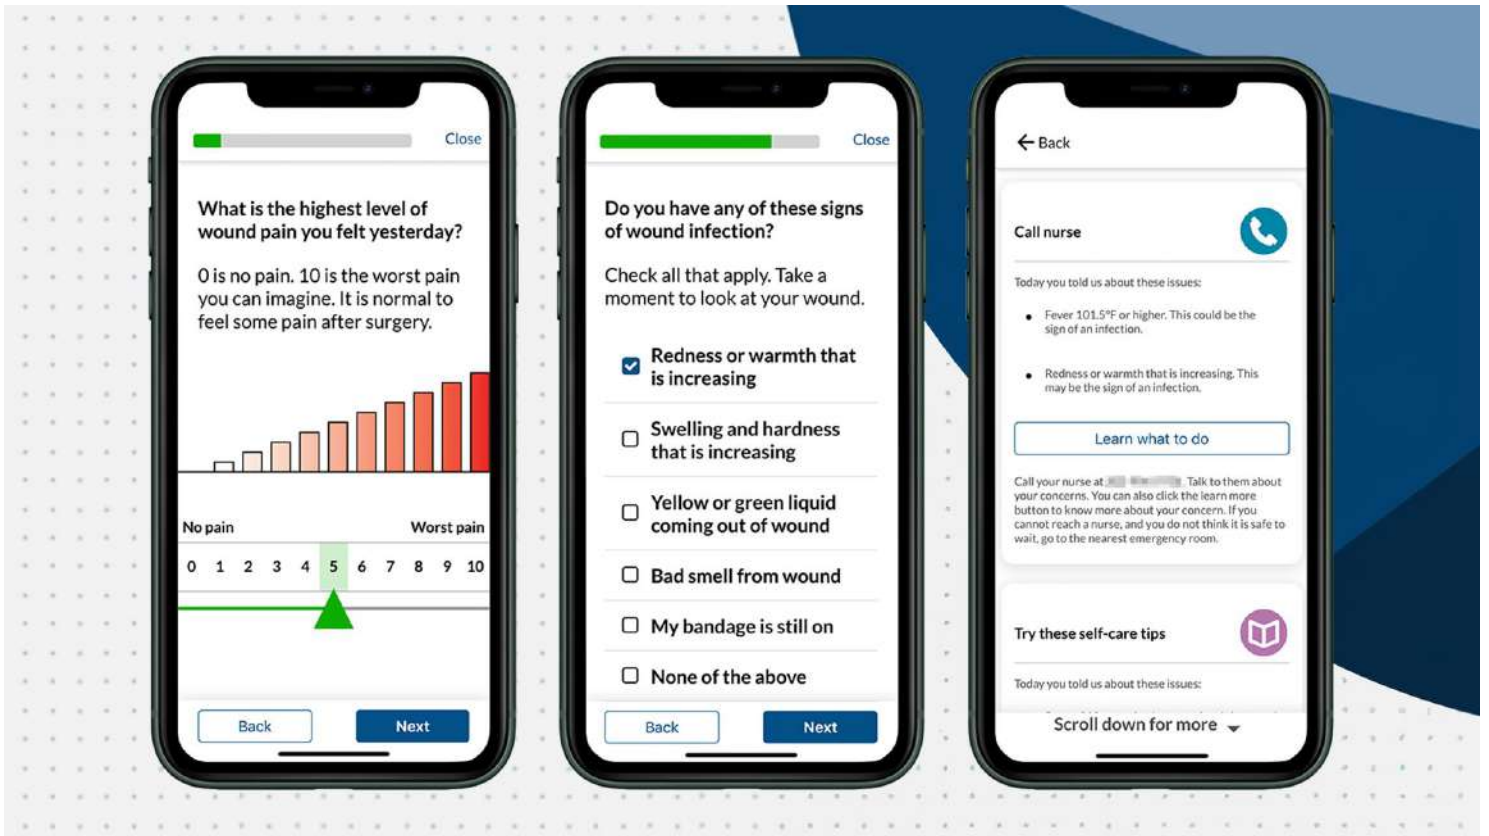 Close
What is the highest level of
wound pain you felt yesterday?
0 is no pain. 10 is the worst pain
you can imagine. It is normal to
feel some pain after surgery.
No pain Worst pain
0 1 2 3 4 5 6 7 8 9 10
Back Next
Close
Do you have any of these signs
of wound infection?
Check all that apply. Take a
moment to look at your wound.
Redness or warmth that
is increasing
Swelling and hardness
that is increasing
Yellow or green liquid
coming out of wound
Bad smell from wound
My bandage is still on
None of the above
Back Next
Back
Call nurse
Today you told us about these issues:
Fever 101.5°F or higher. This could be the
sign of an infection.
Redness or warmth that is increasing. This
may be the sign of an infection.
Learn what to do
Call your nurse at . Talk to them about
your concerns. You can also click the learn more
button to know more about your concern. If you
cannot reach a nurse, and you do not think it is safe to
wait, go to the nearest emergency room.
Try these self-care tips
Today you told us about these issues:
Scroll down for more